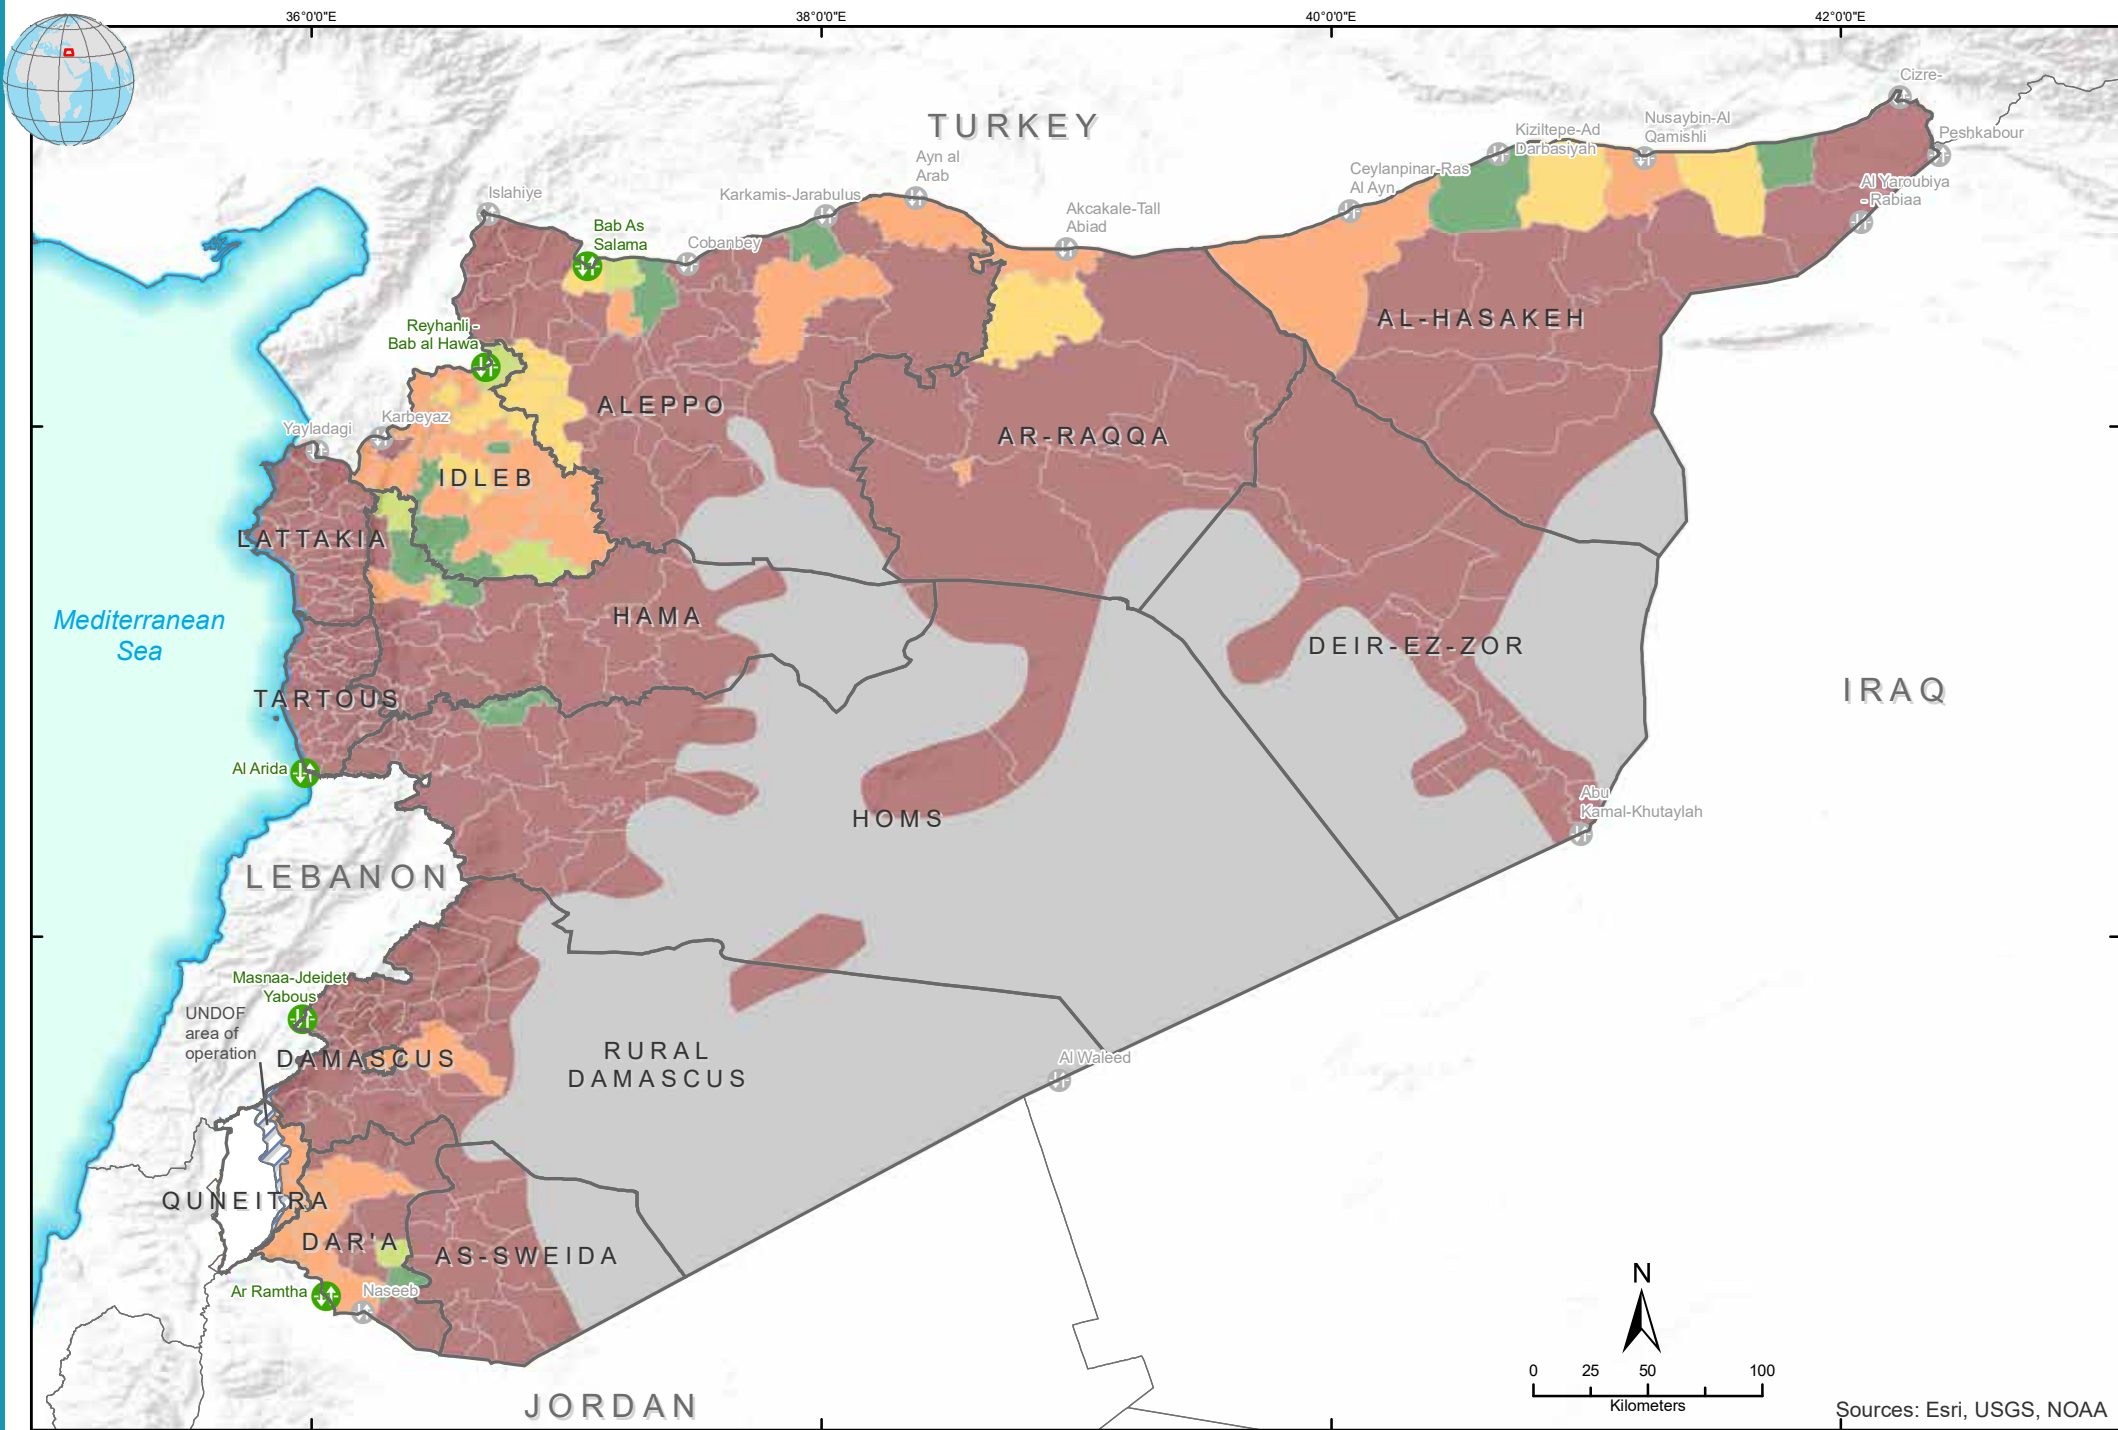 36°0'0"E
38°0'0"E
40°0'0"E
42°0'0"E
Cizre-
TURKEY
Kiziltepe-Ad
Darbasiyah
Nusaybin-Al
Qamishli
Peshkabour
Ayn al
Arab
Ceylanpinar-Ras
Al Ayn
Al Yaroubiya
- Rabiaa
Islahiye
Karkamis-Jarabulus
Akcakale-Tall
Abiad
Bab As
Salama
Cobanbey
Reyhanli -
Bab al Hawa
AL-HASAKEH
ALEPPO
Karbeyaz
Yayladagi
AR-RAQQA
IDLEB
LATTAKIA
Mediterranean
Sea
HAMA
DEIR-EZ-ZOR
IRAQ
TARTOUS
Al Arida
Abu
Kamal-Khutaylah
HOMS
LEBANON
Masnaa-Jdeidet
Yabous
UNDOF
area of
operation
DAMASCUS
RURAL
DAMASCUS
Al Waleed
QUNEITRA
DAR'A
AS-SWEIDA
Ar Ramtha
Naseeb
N
0 25 50 100
Kilometers
JORDAN
Sources: Esri, USGS, NOAA